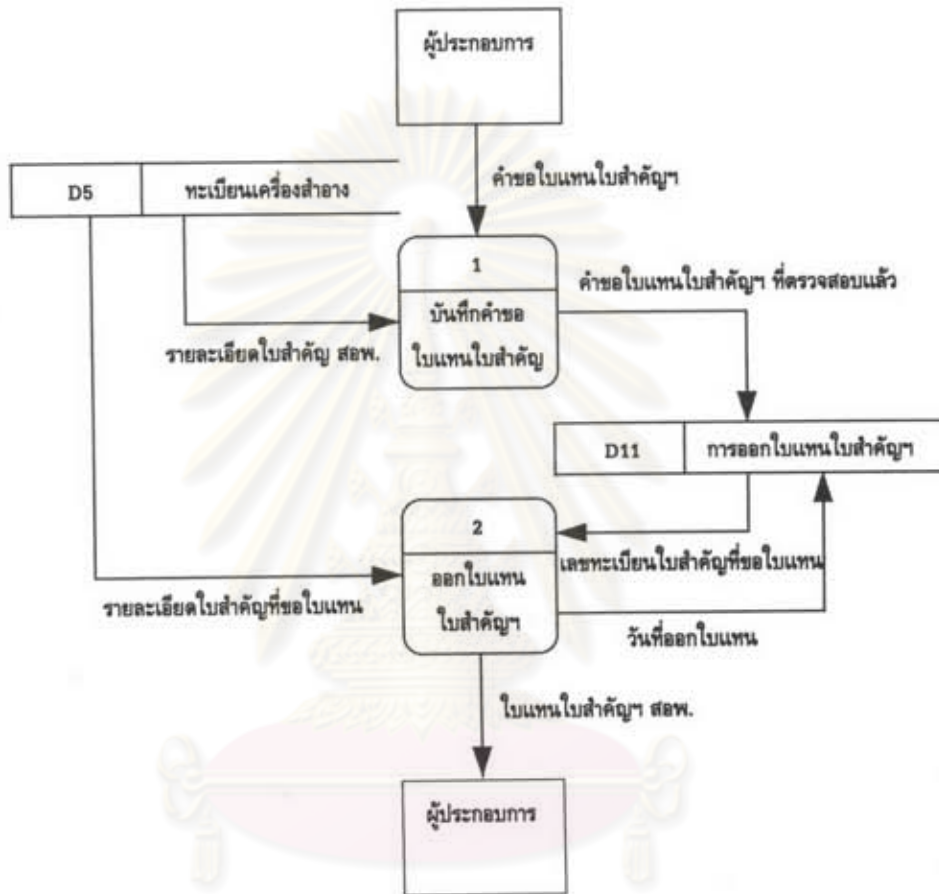 ผู้ประกอบการ
คำขอใบแทนใบสำคัญฯ
D5 ทะเบียนเครื่องสำอาง
1
คำขอใบแทนใบสำคัญฯ ที่ตรวจสอบแล้ว
บันทึกคำขอ
ใบแทนใบสำคัญ
รายละเอียดใบสำคัญ สอพ.
D11 การออกใบแทนใบสำคัญฯ
2
เลขทะเบียนใบสำคัญที่ขอใบแทน
ออกใบแทน
ใบสำคัญฯ
รายละเอียดใบสำคัญที่ขอใบแทน
วันที่ออกใบแทน
ใบแทนใบสำคัญฯ สอพ.
ผู้ประกอบการ